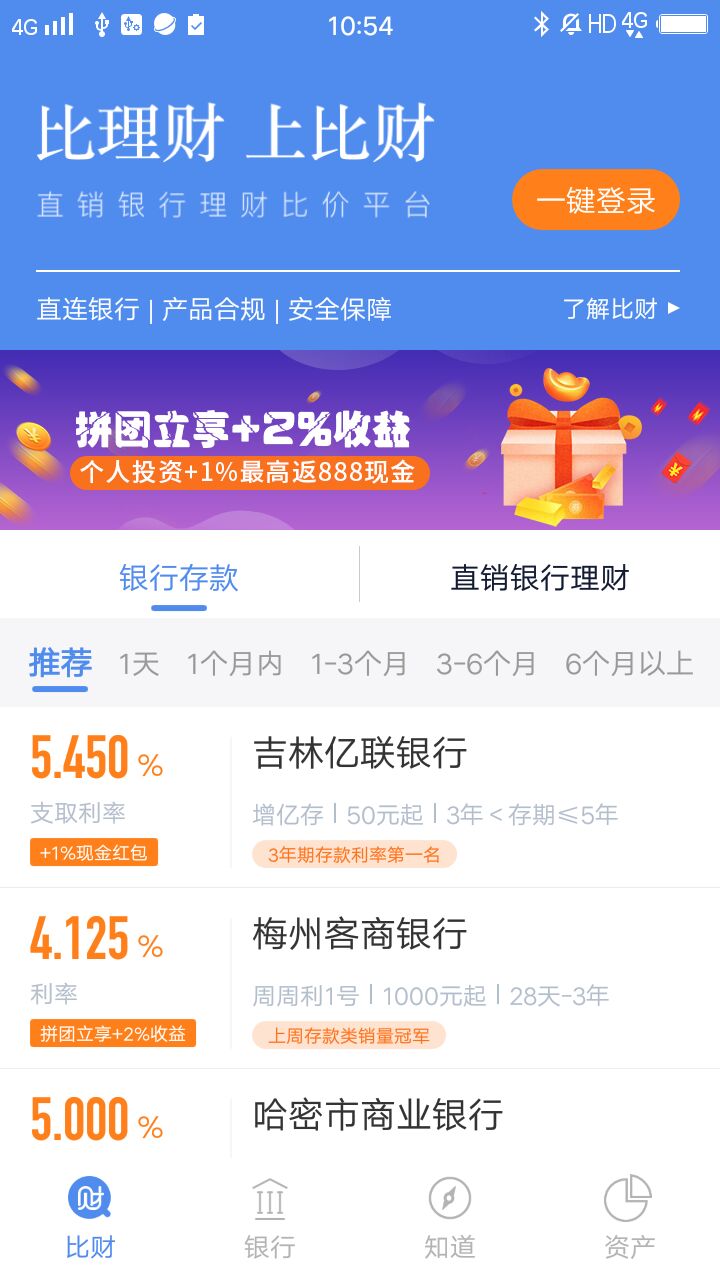 4G 10:54 HD 4G
比理财 上比财
直销银行理财比价平台
一键登录
直连银行 | 产品合规 | 安全保障 了解比财
拼团立享+2%收益
个人投资+1%最高返888现金
银行存款 直销银行理财
推荐 1天 1个月内 1-3个月 3-6个月 6个月以上
5.450 % 吉林亿联银行
支取利率 增亿存 | 50元起 | 3年 < 存期≤5年
+1%现金红包 3年期存款利率第一名
4.125 % 梅州客商银行
利率 周周利1号 | 1000元起 | 28天-3年
拼团立享+2%收益 上周存款类销量冠军
5.000 % 哈密市商业银行
比财 银行 知道 资产